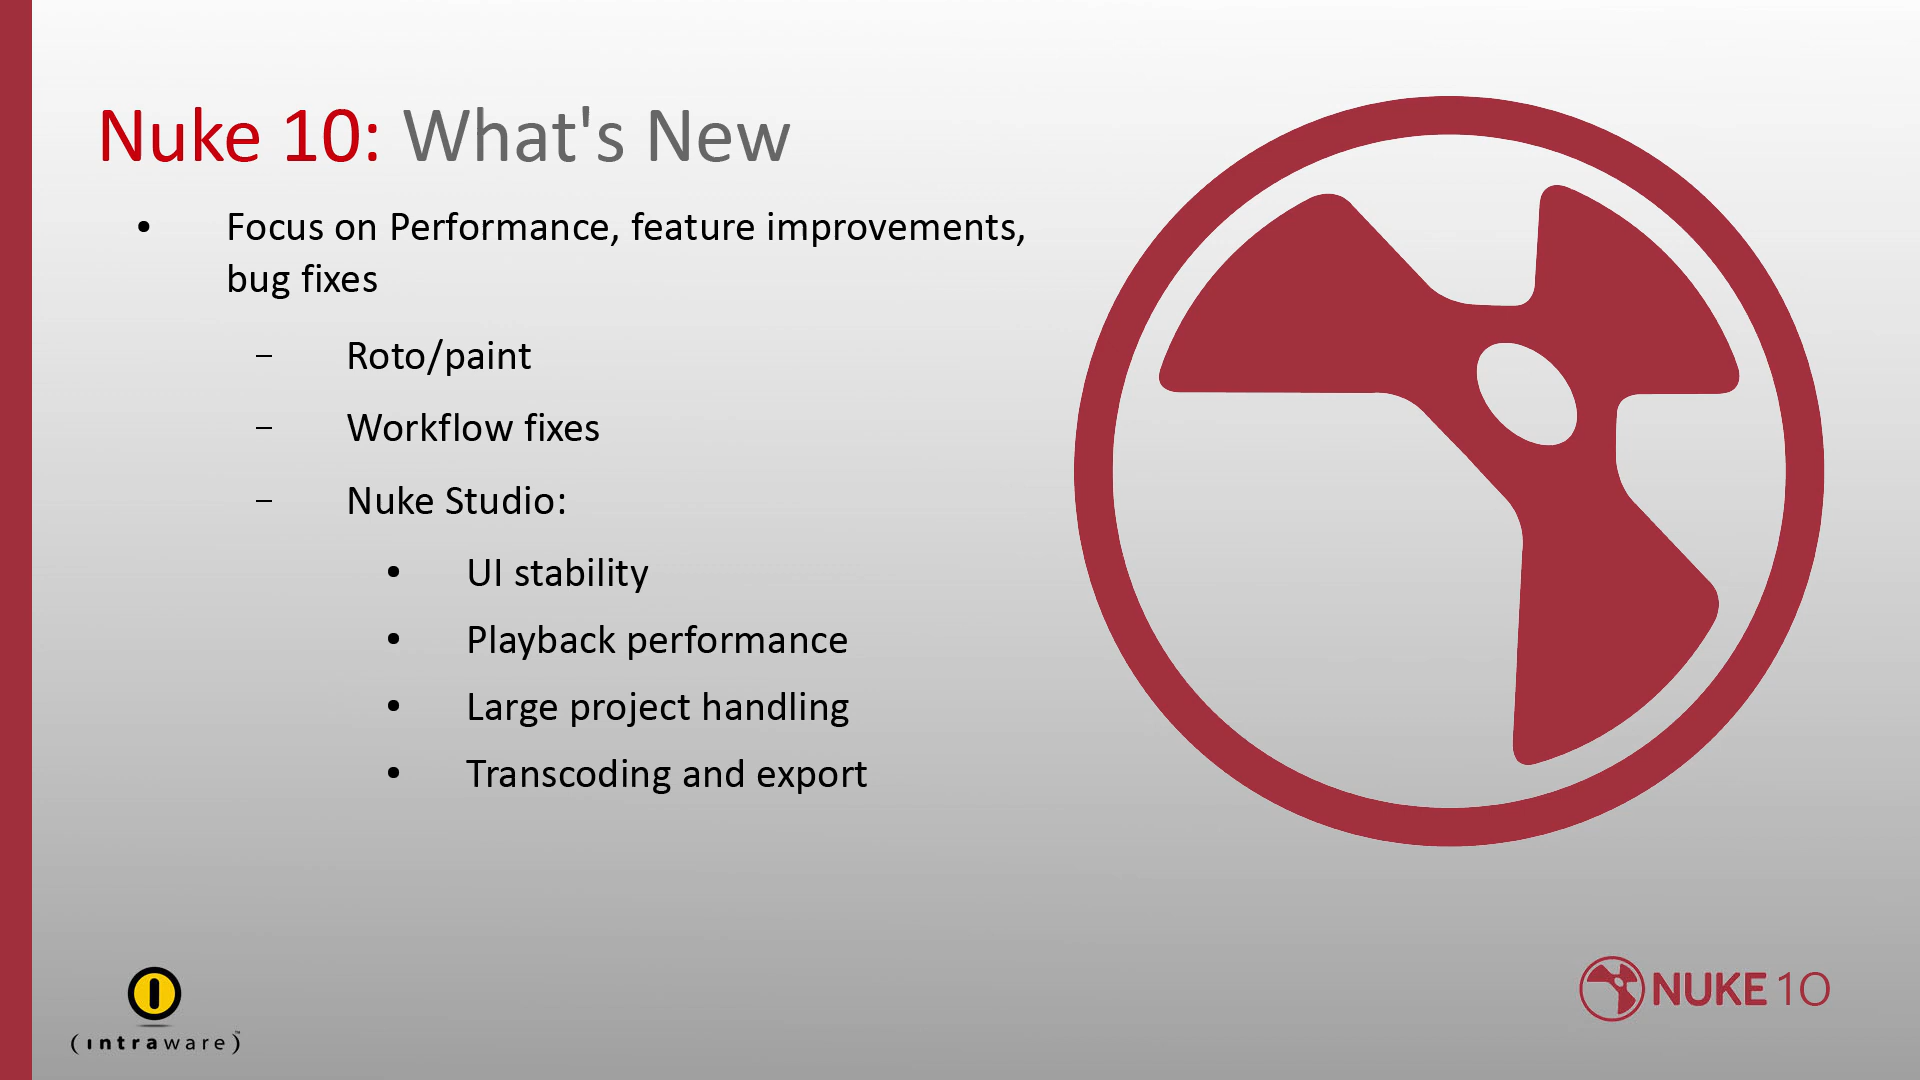 Nuke 10: What's New
• Focus on Performance, feature improvements,
bug fixes
– Roto/paint
– Workflow fixes
– Nuke Studio:
• UI stability
• Playback performance
• Large project handling
• Transcoding and export
(intraware)™
NUKE 10